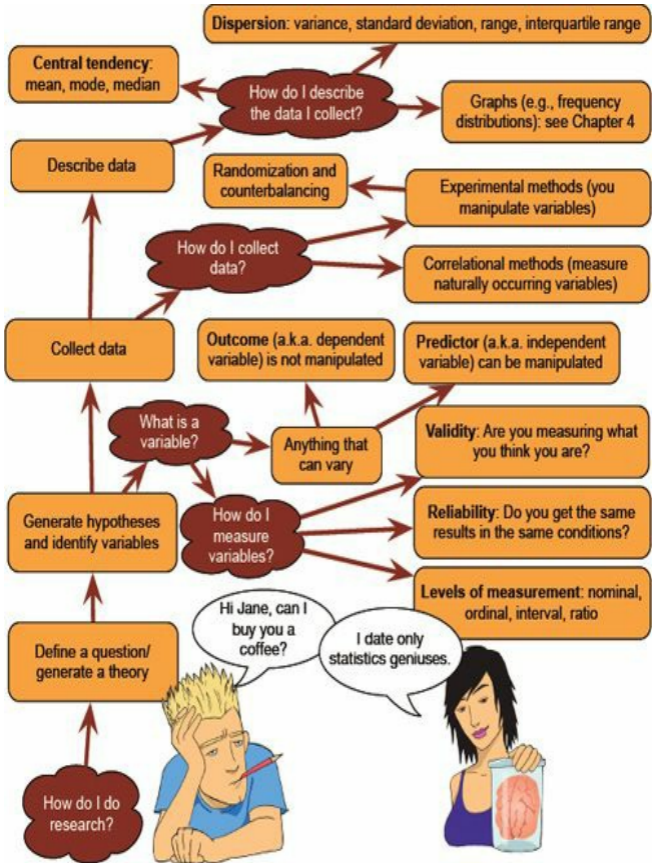 Dispersion: variance, standard deviation, range, interquartile range
Central tendency:
mean, mode, median
How do I describe
the data I collect?
Graphs (e.g., frequency
distributions): see Chapter 4
Describe data
Randomization and
counterbalancing
Experimental methods (you
manipulate variables)
How do I collect
data?
Correlational methods (measure
naturally occurring variables)
Collect data
Outcome (a.k.a. dependent
variable) is not manipulated
Predictor (a.k.a. independent
variable) can be manipulated
What is a
variable?
Anything that
can vary
Validity: Are you measuring what
you think you are?
Generate hypotheses
and identify variables
How do I
measure
variables?
Reliability: Do you get the same
results in the same conditions?
Levels of measurement: nominal,
ordinal, interval, ratio
Define a question/
generate a theory
Hi Jane, can I
buy you a
coffee?
I date only
statistics geniuses.
How do I do
research?